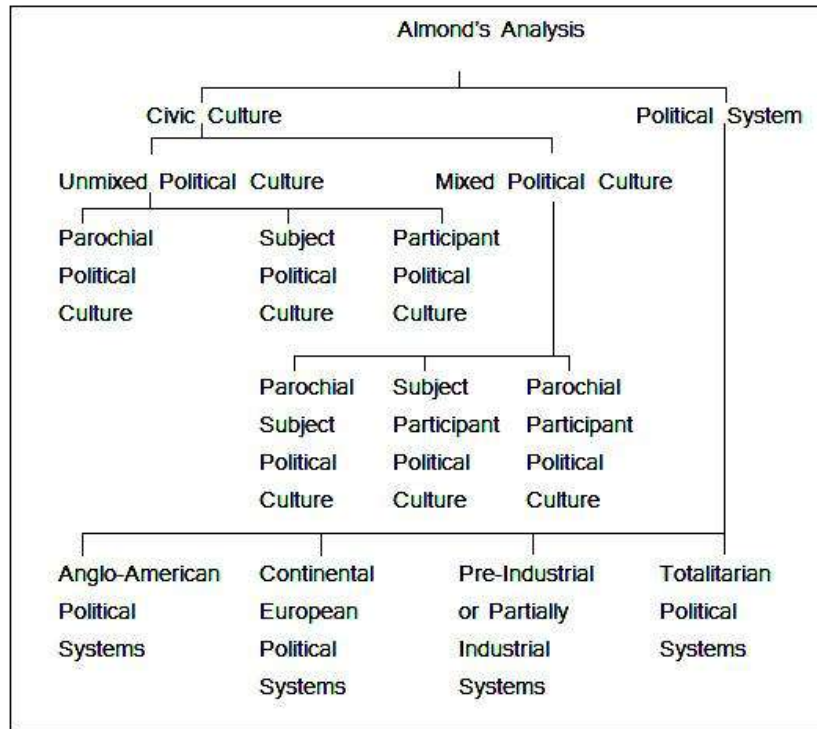 Almond's Analysis
Civic Culture
Political System
Unmixed Political Culture
Mixed Political Culture
Parochial
Political
Culture
Subject
Political
Culture
Participant
Political
Culture
Parochial
Subject
Political
Culture
Subject
Participant
Political
Culture
Parochial
Participant
Political
Culture
Anglo-American
Political
Systems
Continental
European
Political
Systems
Pre-Industrial
or Partially
Industrial
Systems
Totalitarian
Political
Systems